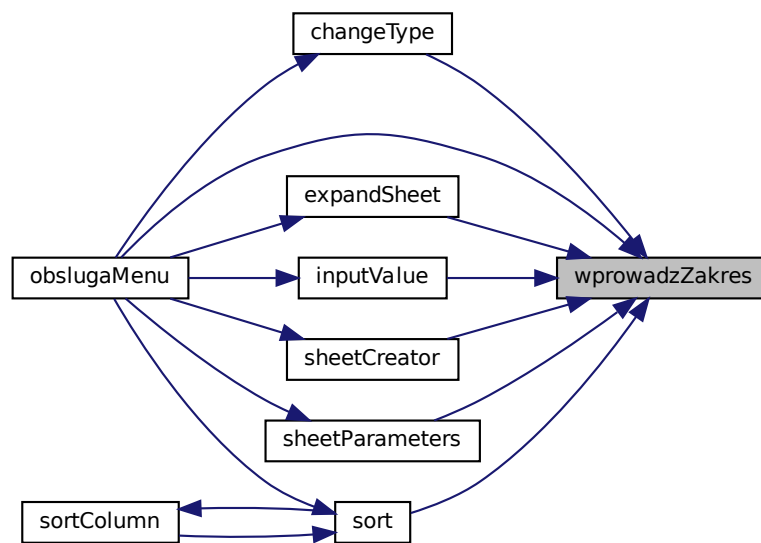 changeType
expandSheet
obslugaMenu
inputValue
wprowadzZakres
sheetCreator
sheetParameters
sortColumn
sort